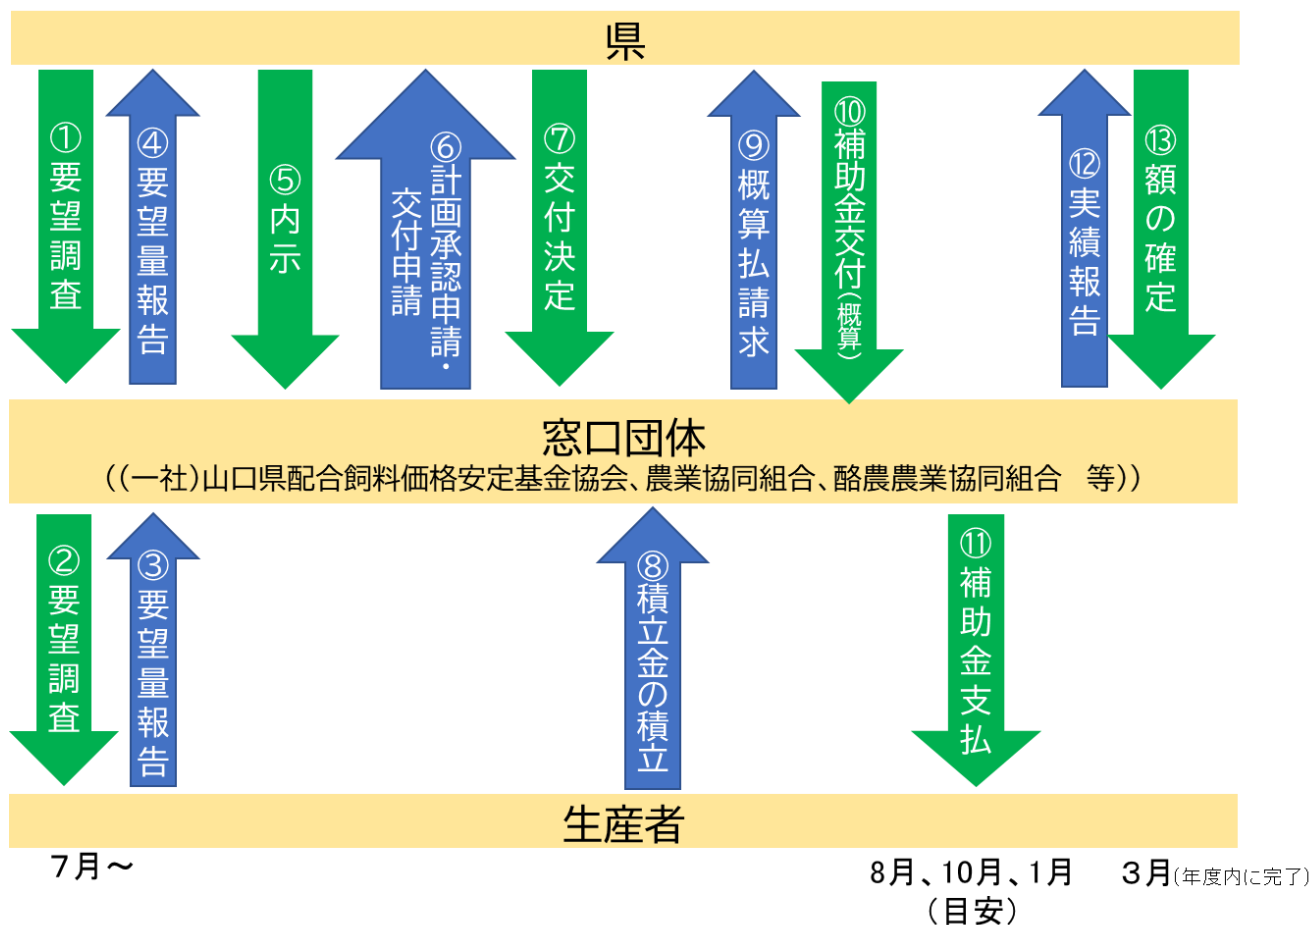 県
①要望調査
④要望量報告
⑤内示
⑥計画承認申請・
交付申請
⑦交付決定
⑨概算払請求
⑩補助金交付(概算)
⑫実績報告
⑬額の確定
窓口団体
((一社)山口県配合飼料価格安定基金協会、農業協同組合、酪農農業協同組合　等))
②要望調査
③要望量報告
⑧積立金の積立
⑪補助金支払
生産者
7月～
8月、10月、1月
(目安)
3月(年度内に完了)